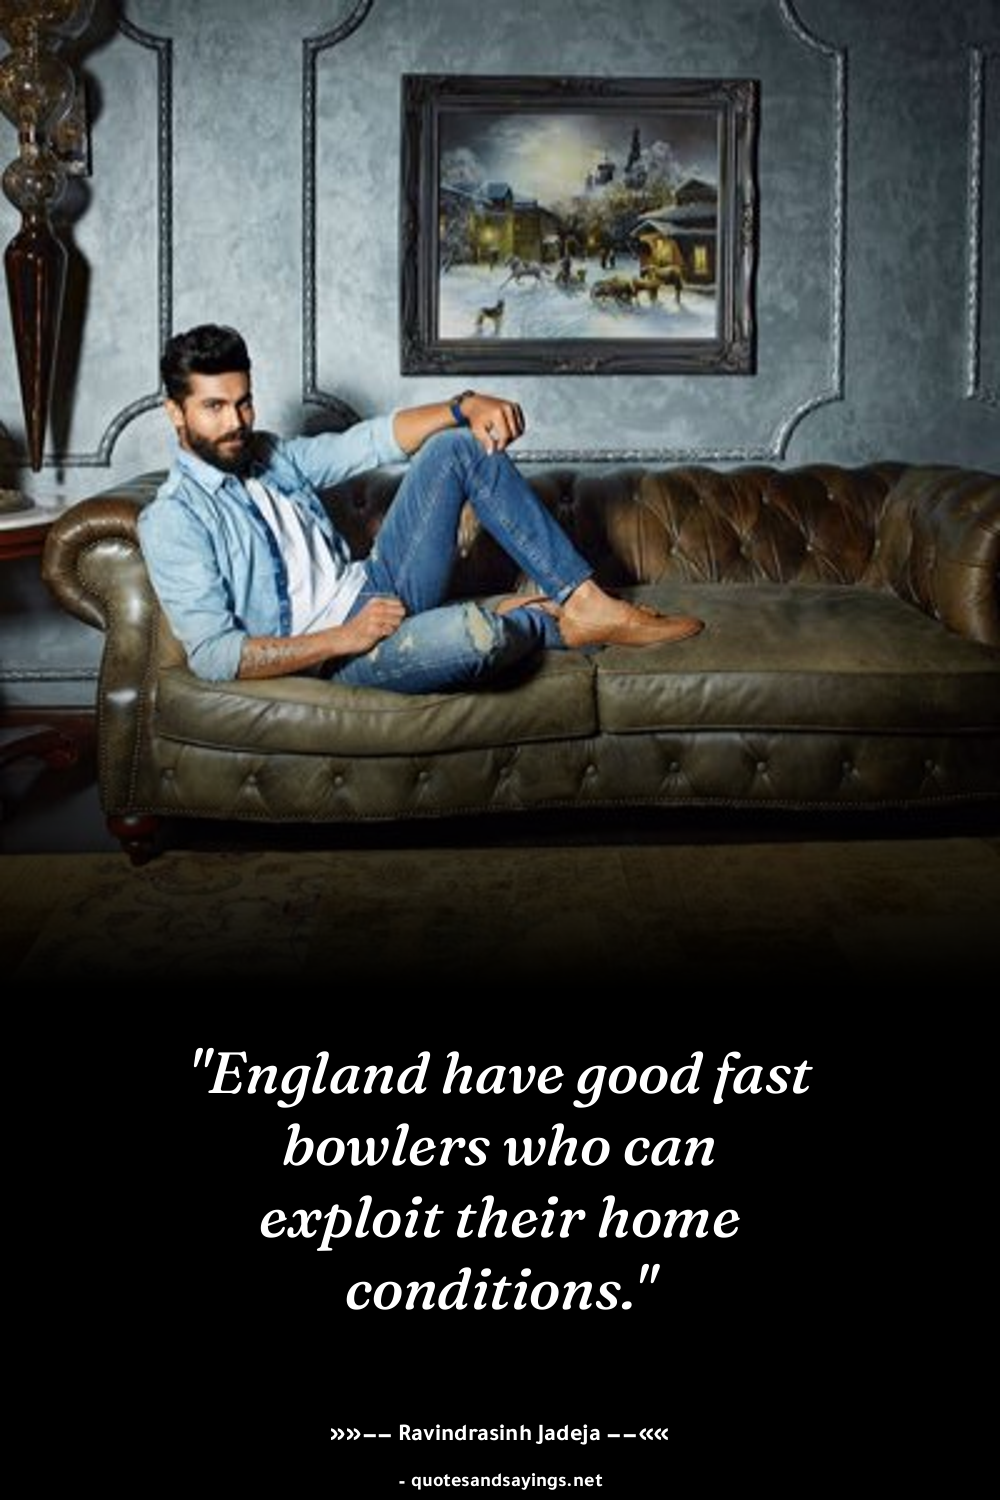 "England have good fast
bowlers who can
exploit their home
conditions."
»»−− Ravindrasinh Jadeja −−««
- quotesandsayings.net